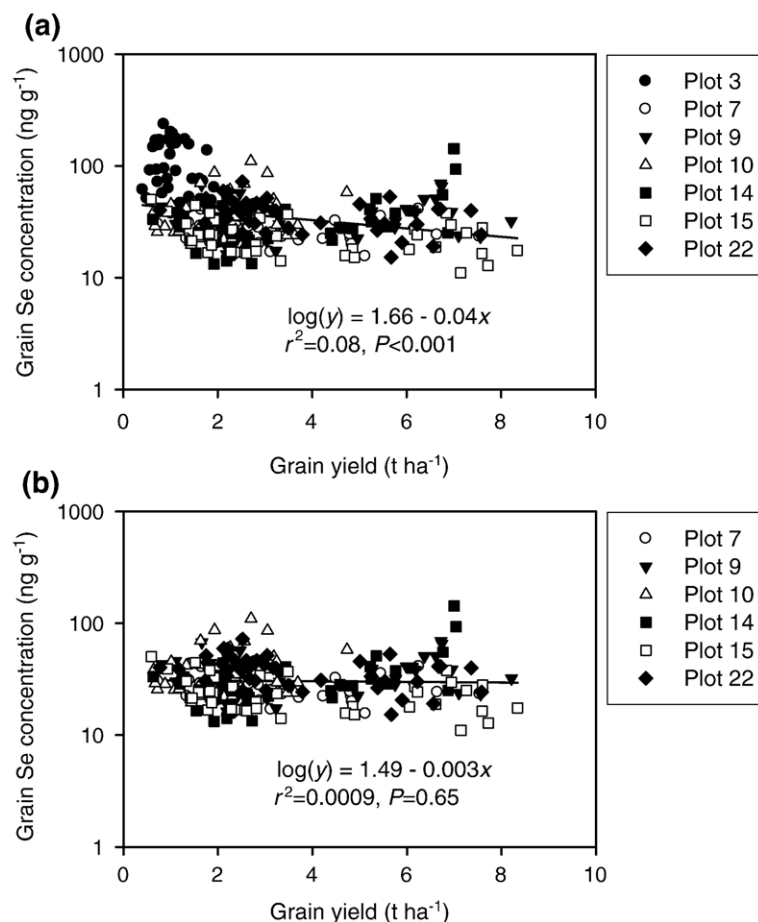 (a)
Grain Se concentration (ng g⁻¹)
1000
100
10
1
log(y) = 1.66 - 0.04x
r²=0.08, P<0.001
0 2 4 6 8 10
Grain yield (t ha⁻¹)
Plot 3
Plot 7
Plot 9
Plot 10
Plot 14
Plot 15
Plot 22
(b)
Grain Se concentration (ng g⁻¹)
1000
100
10
1
log(y) = 1.49 - 0.003x
r²=0.0009, P=0.65
0 2 4 6 8 10
Grain yield (t ha⁻¹)
Plot 7
Plot 9
Plot 10
Plot 14
Plot 15
Plot 22